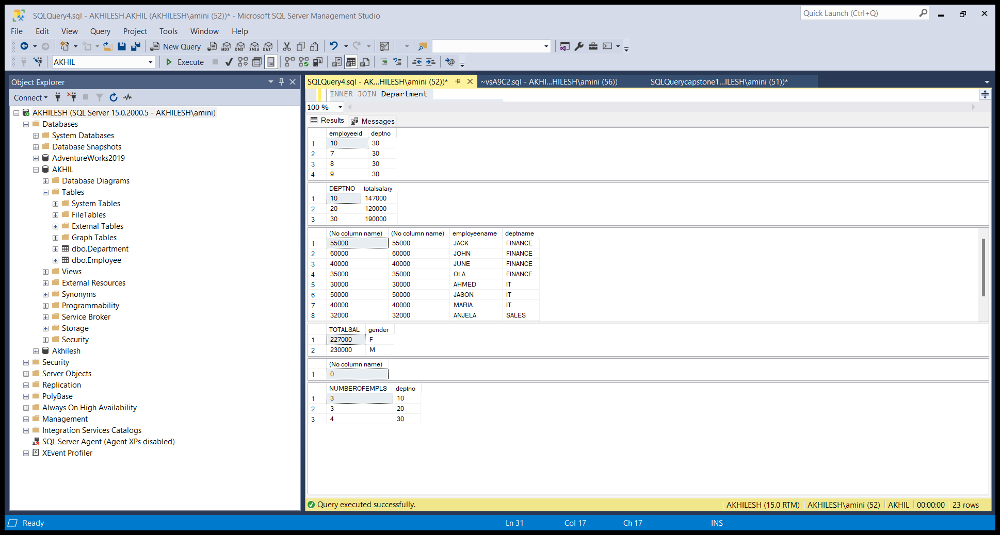 SQLQuery4.sql - AKHILESH.AKHIL (AKHILESH\amini (52))* - Microsoft SQL Server Management Studio
Quick Launch (Ctrl+Q)
File Edit View Query Project Tools Window Help
New Query MDX DMX XMLA DAX
AKHIL Execute
Object Explorer
Connect
AKHILESH (SQL Server 15.0.2000.5 - AKHILESH\amini)
Databases
System Databases
Database Snapshots
AdventureWorks2019
AKHIL
Database Diagrams
Tables
System Tables
FileTables
External Tables
Graph Tables
dbo.Department
dbo.Employee
Views
External Resources
Synonyms
Programmability
Service Broker
Storage
Security
Akhilesh
Security
Server Objects
Replication
PolyBase
Always On High Availability
Management
Integration Services Catalogs
SQL Server Agent (Agent XPs disabled)
XEvent Profiler
SQLQuery4.sql - AK...HILESH\amini (52))* ~vsA9C2.sql - AKHI...HILESH\amini (56)) SQLQuerycapstone1...ILESH\amini (51))*
INNER JOIN Department
100 %
Results Messages
employeeid deptno
1 10 30
2 7 30
3 8 30
4 9 30
DEPTNO totalsalary
1 10 147000
2 20 120000
3 30 190000
(No column name) (No column name) employeename deptname
1 55000 55000 JACK FINANCE
2 60000 60000 JOHN FINANCE
3 40000 40000 JUNE FINANCE
4 35000 35000 OLA FINANCE
5 30000 30000 AHMED IT
6 50000 50000 JASON IT
7 40000 40000 MARIA IT
8 32000 32000 ANJELA SALES
TOTALSAL gender
1 227000 F
2 230000 M
(No column name)
1 0
NUMBEROFEMPLS deptno
1 3 10
2 3 20
3 4 30
Query executed successfully. AKHILESH (15.0 RTM) AKHILESH\amini (52) AKHIL 00:00:00 23 rows
Ready Ln 31 Col 17 Ch 17 INS